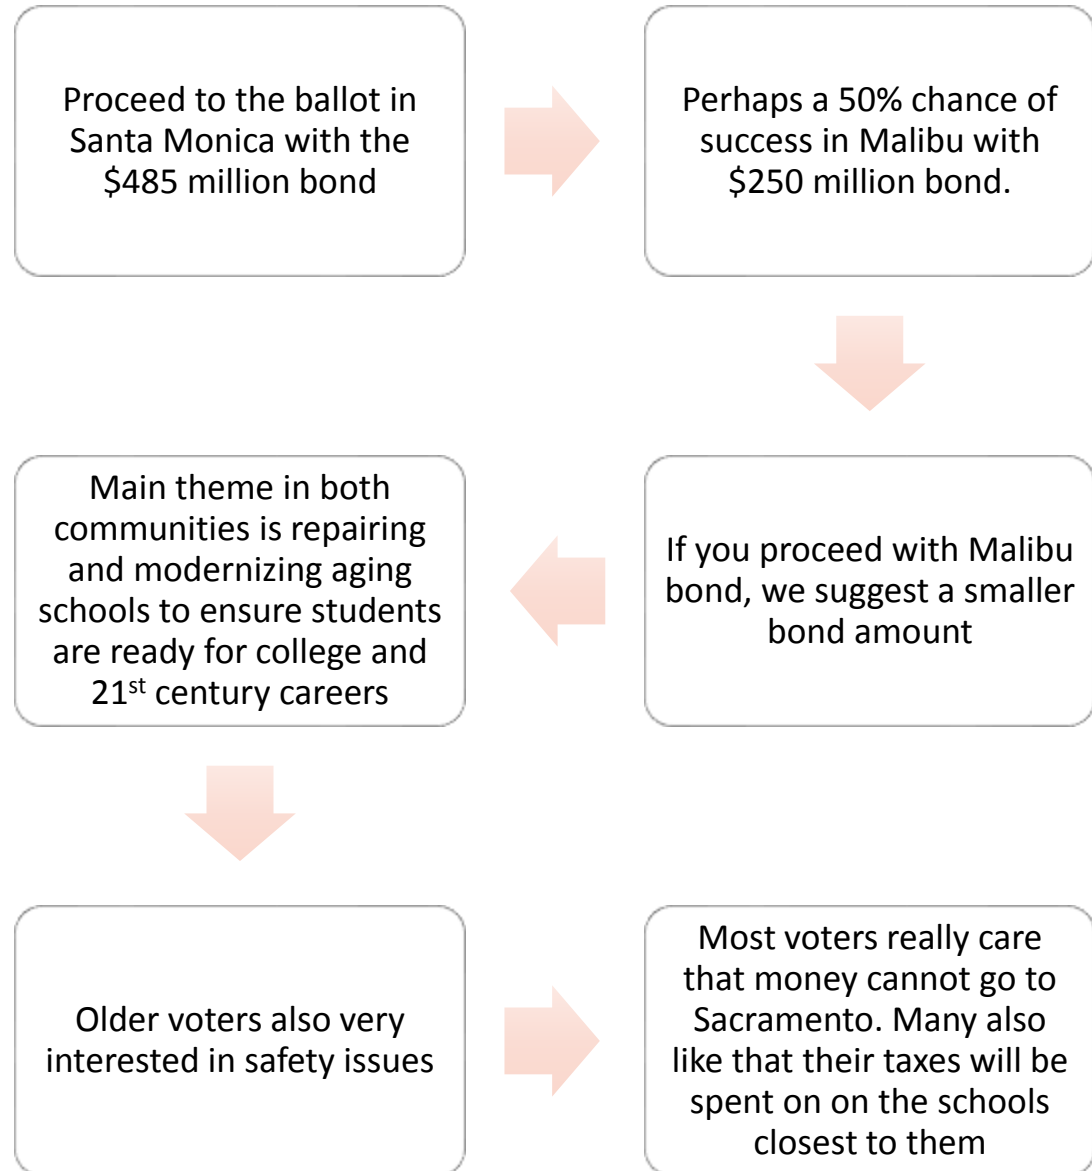 Proceed to the ballot in
Santa Monica with the
$485 million bond
Perhaps a 50% chance of
success in Malibu with
$250 million bond.
If you proceed with Malibu
bond, we suggest a smaller
bond amount
Main theme in both
communities is repairing
and modernizing aging
schools to ensure students
are ready for college and
21st century careers
Older voters also very
interested in safety issues
Most voters really care
that money cannot go to
Sacramento. Many also
like that their taxes will be
spent on on the schools
closest to them